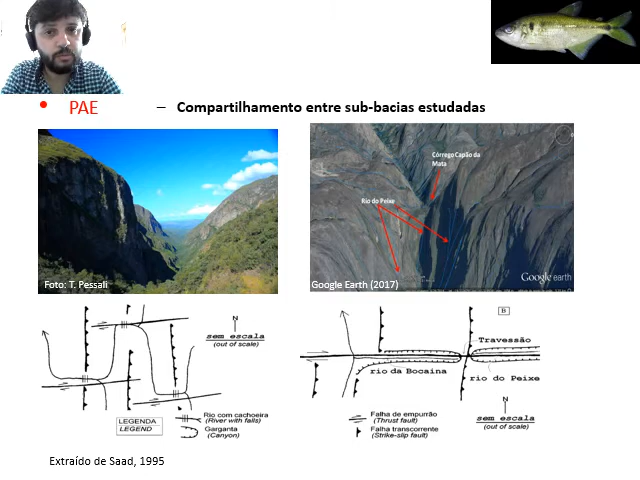 • PAE
– Compartilhamento entre sub-bacias estudadas
Córrego Capão da
Mata
Rio do Peixe
Foto: T. Pessali
Google Earth (2017)
Google earth
N
sem escala
(out of scale)
LEGENDA
LEGEND
Rio com cachoeira
(River with falls)
Garganta
(Canyon)
B
Travessão
rio da Bocaina
rio do Peixe
Falha de empurrão
(Thrust fault)
Falha transcorrente
(Strike-slip fault)
N
sem escala
(out of scale)
Extraído de Saad, 1995